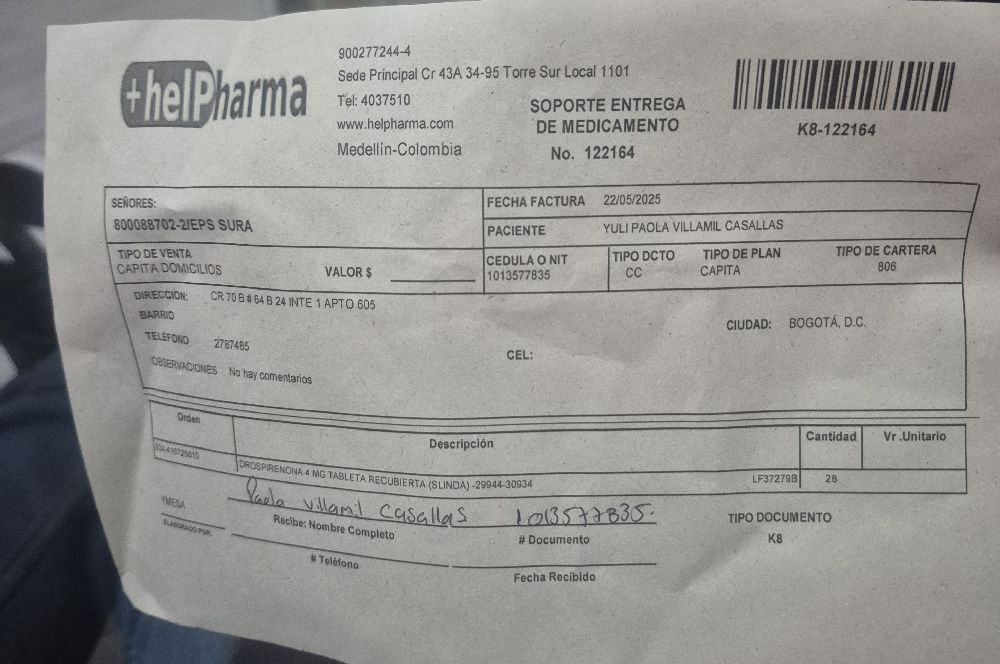 +helPharma
900277244-4
Sede Principal Cr 43A 34-95 Torre Sur Local 1101
Tel: 4037510
www.helpharma.com
Medellin-Colombia
SOPORTE ENTREGA
DE MEDICAMENTO
No. 122164
K8-122164
SEÑORES:
800088702-2IEPS SURA
FECHA FACTURA 22/05/2025
PACIENTE YULI PAOLA VILLAMIL CASALLAS
TIPO DE VENTA
CAPITA DOMICILIOS
VALOR $
CEDULA O NIT
1013577835
TIPO DCTO
CC
TIPO DE PLAN
CAPITA
TIPO DE CARTERA
806
DIRECCION: CR 70 B # 64 B 24 INTE 1 APTO 605
BARRIO
TELÉFONO 2787485
OBSERVACIONES No hay comentarios
CEL:
CIUDAD: BOGOTÁ, D.C.
Orden Descripción Cantidad Vr .Unitario
DROSPIRENONA 4 MG TABLETA RECUBIERTA (SLINDA) -29944-30934 LF37279B 28
YMESA
ELABORADO POR.
Paola Villamil Casallas 1013577835.
Recibe: Nombre Completo # Documento
# Teléfono Fecha Recibido
TIPO DOCUMENTO
K8